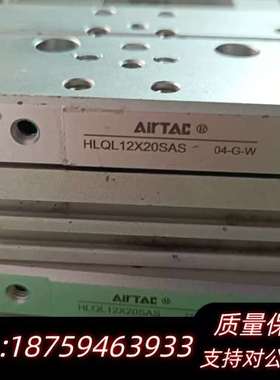 AirTAC ®
HLQL12X20SAS 04-G-W
AirTAC ®
HLQL12X20SAS
质量保
:18759463933
支持对公